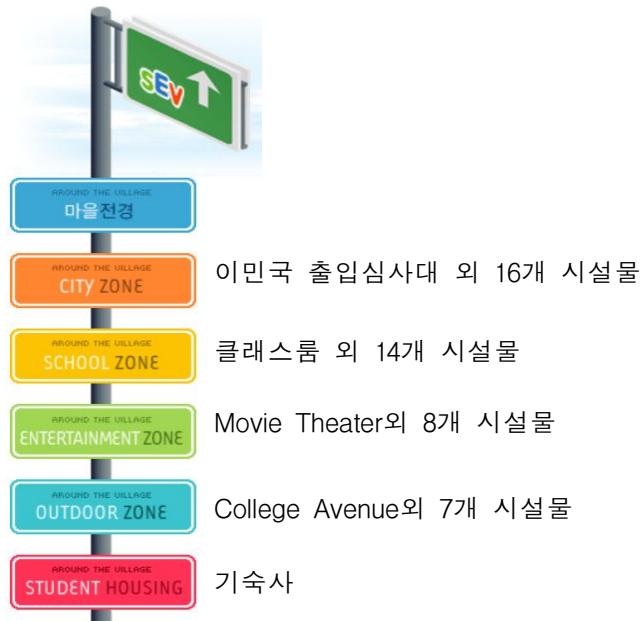 SEV
AROUND THE VILLAGE
마을전경
AROUND THE VILLAGE
CITY ZONE
이민국 출입심사대 외 16개 시설물
AROUND THE VILLAGE
SCHOOL ZONE
클래스룸 외 14개 시설물
AROUND THE VILLAGE
ENTERTAINMENT ZONE
Movie Theater외 8개 시설물
AROUND THE VILLAGE
OUTDOOR ZONE
College Avenue외 7개 시설물
AROUND THE VILLAGE
STUDENT HOUSING
기숙사